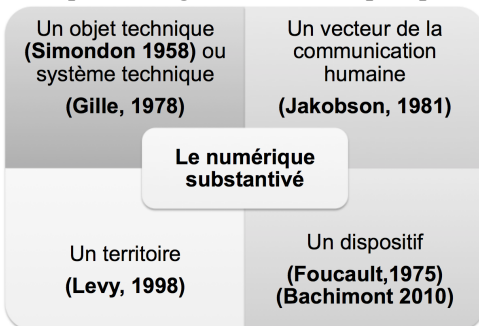 Un objet technique
(Simondon 1958) ou
système technique
(Gille, 1978)
Un vecteur de la
communication
humaine
(Jakobson, 1981)
Le numérique
substantivé
Un territoire
(Levy, 1998)
Un dispositif
(Foucault,1975)
(Bachimont 2010)